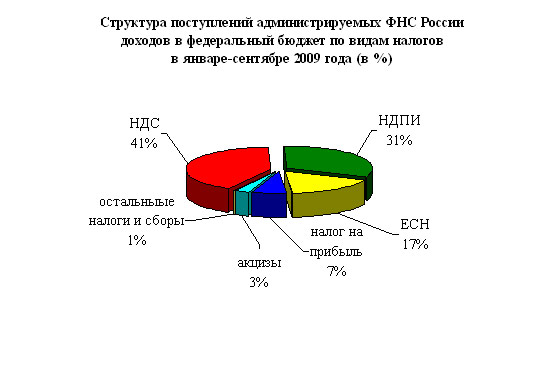 Структура поступлений администрируемых ФНС России
доходов в федеральный бюджет по видам налогов
в январе-сентябре 2009 года (в %)
НДС
41%
НДПИ
31%
остальныые
налоги и сборы
1%
акцизы
3%
налог на
прибыль
7%
ЕСН
17%